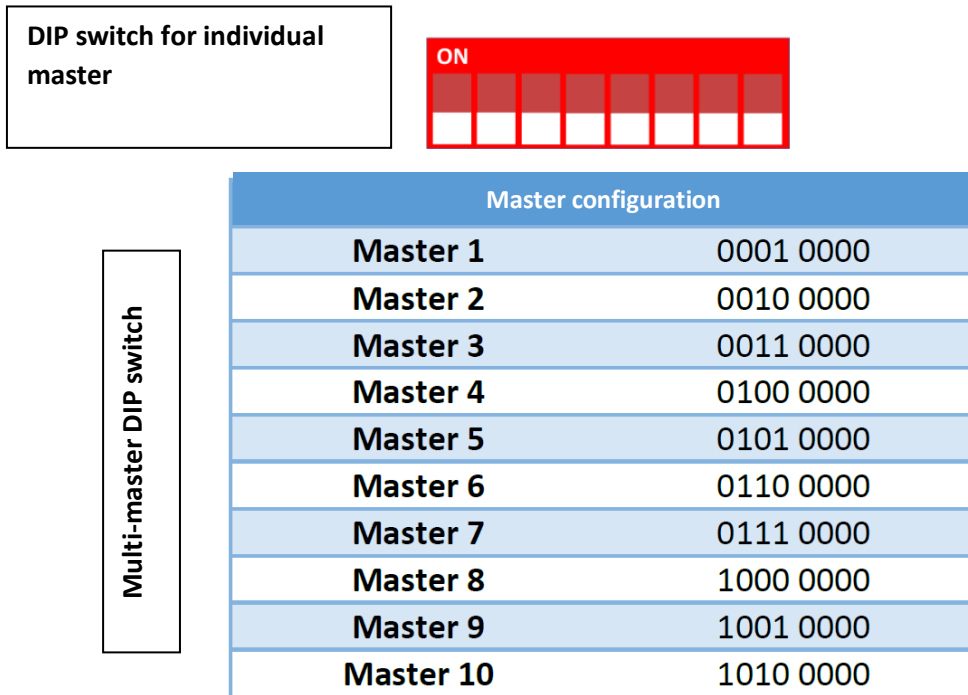 DIP switch for individual
master
ON
Master configuration
Multi-master DIP switch
Master 1 0001 0000
Master 2 0010 0000
Master 3 0011 0000
Master 4 0100 0000
Master 5 0101 0000
Master 6 0110 0000
Master 7 0111 0000
Master 8 1000 0000
Master 9 1001 0000
Master 10 1010 0000